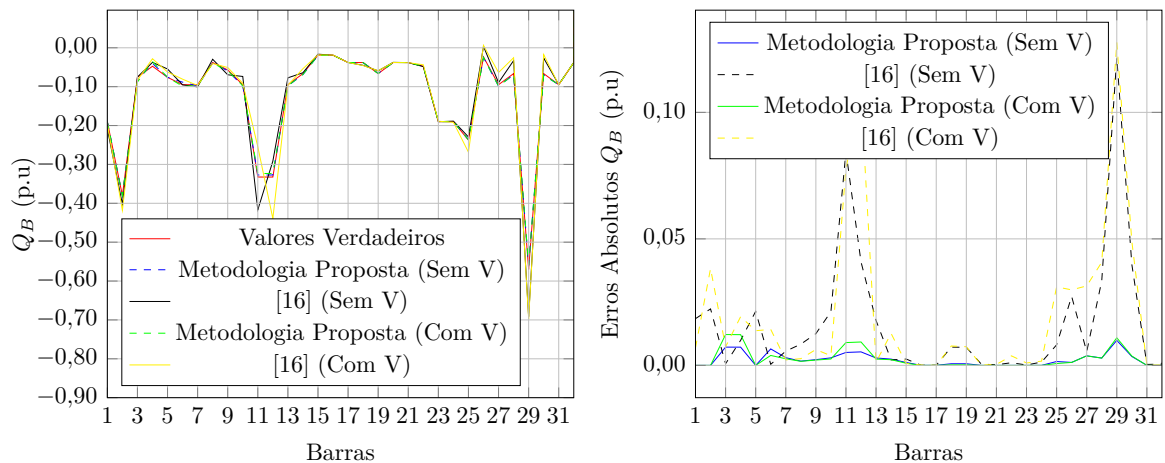 0,00
−0,10
−0,20
−0,30
−0,40
−0,50
−0,60
−0,70
−0,80
−0,90
Q_B (p.u)
Valores Verdadeiros
Metodologia Proposta (Sem V)
[16] (Sem V)
Metodologia Proposta (Com V)
[16] (Com V)
1 3 5 7 9 11 13 15 17 19 21 23 25 27 29 31
Barras
0,10
0,05
0,00
Erros Absolutos Q_B (p.u)
Metodologia Proposta (Sem V)
[16] (Sem V)
Metodologia Proposta (Com V)
[16] (Com V)
1 3 5 7 9 11 13 15 17 19 21 23 25 27 29 31
Barras